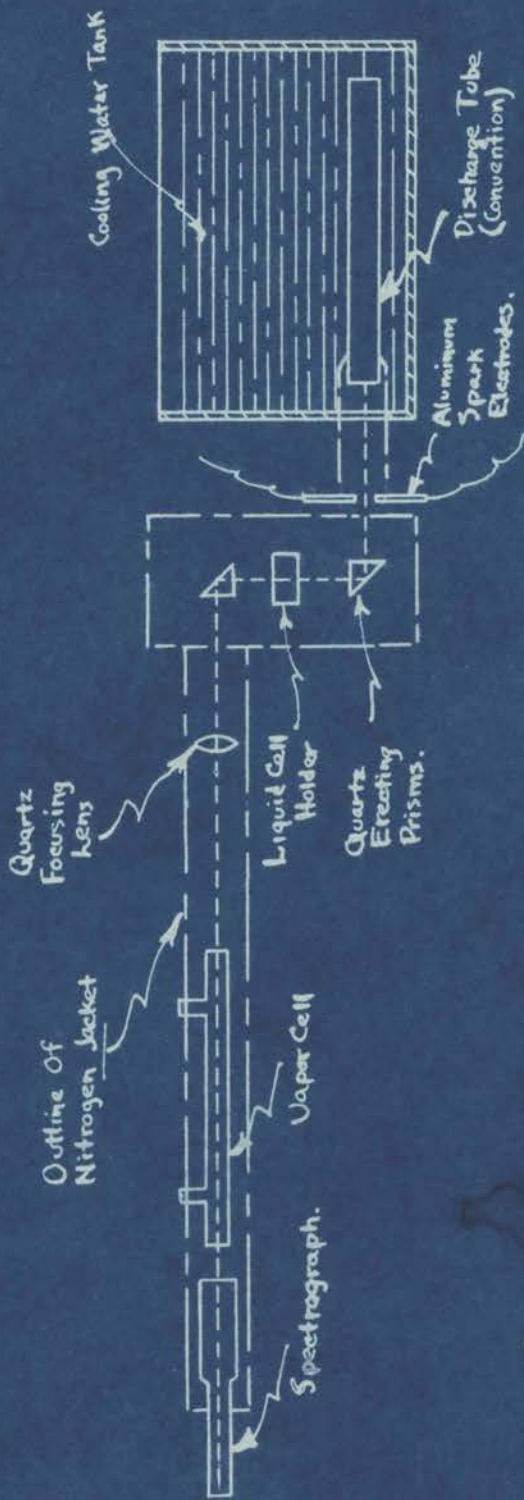 Outline Of
Nitrogen Jacket
Quartz
Focusing
Lens
Cooling Water Tank
Spectrograph.
Vapor Cell
Liquid Cell
Holder
Quartz
Erecting
Prisms.
Aluminum
Spark
Electrodes.
Discharge Tube
(Convention)